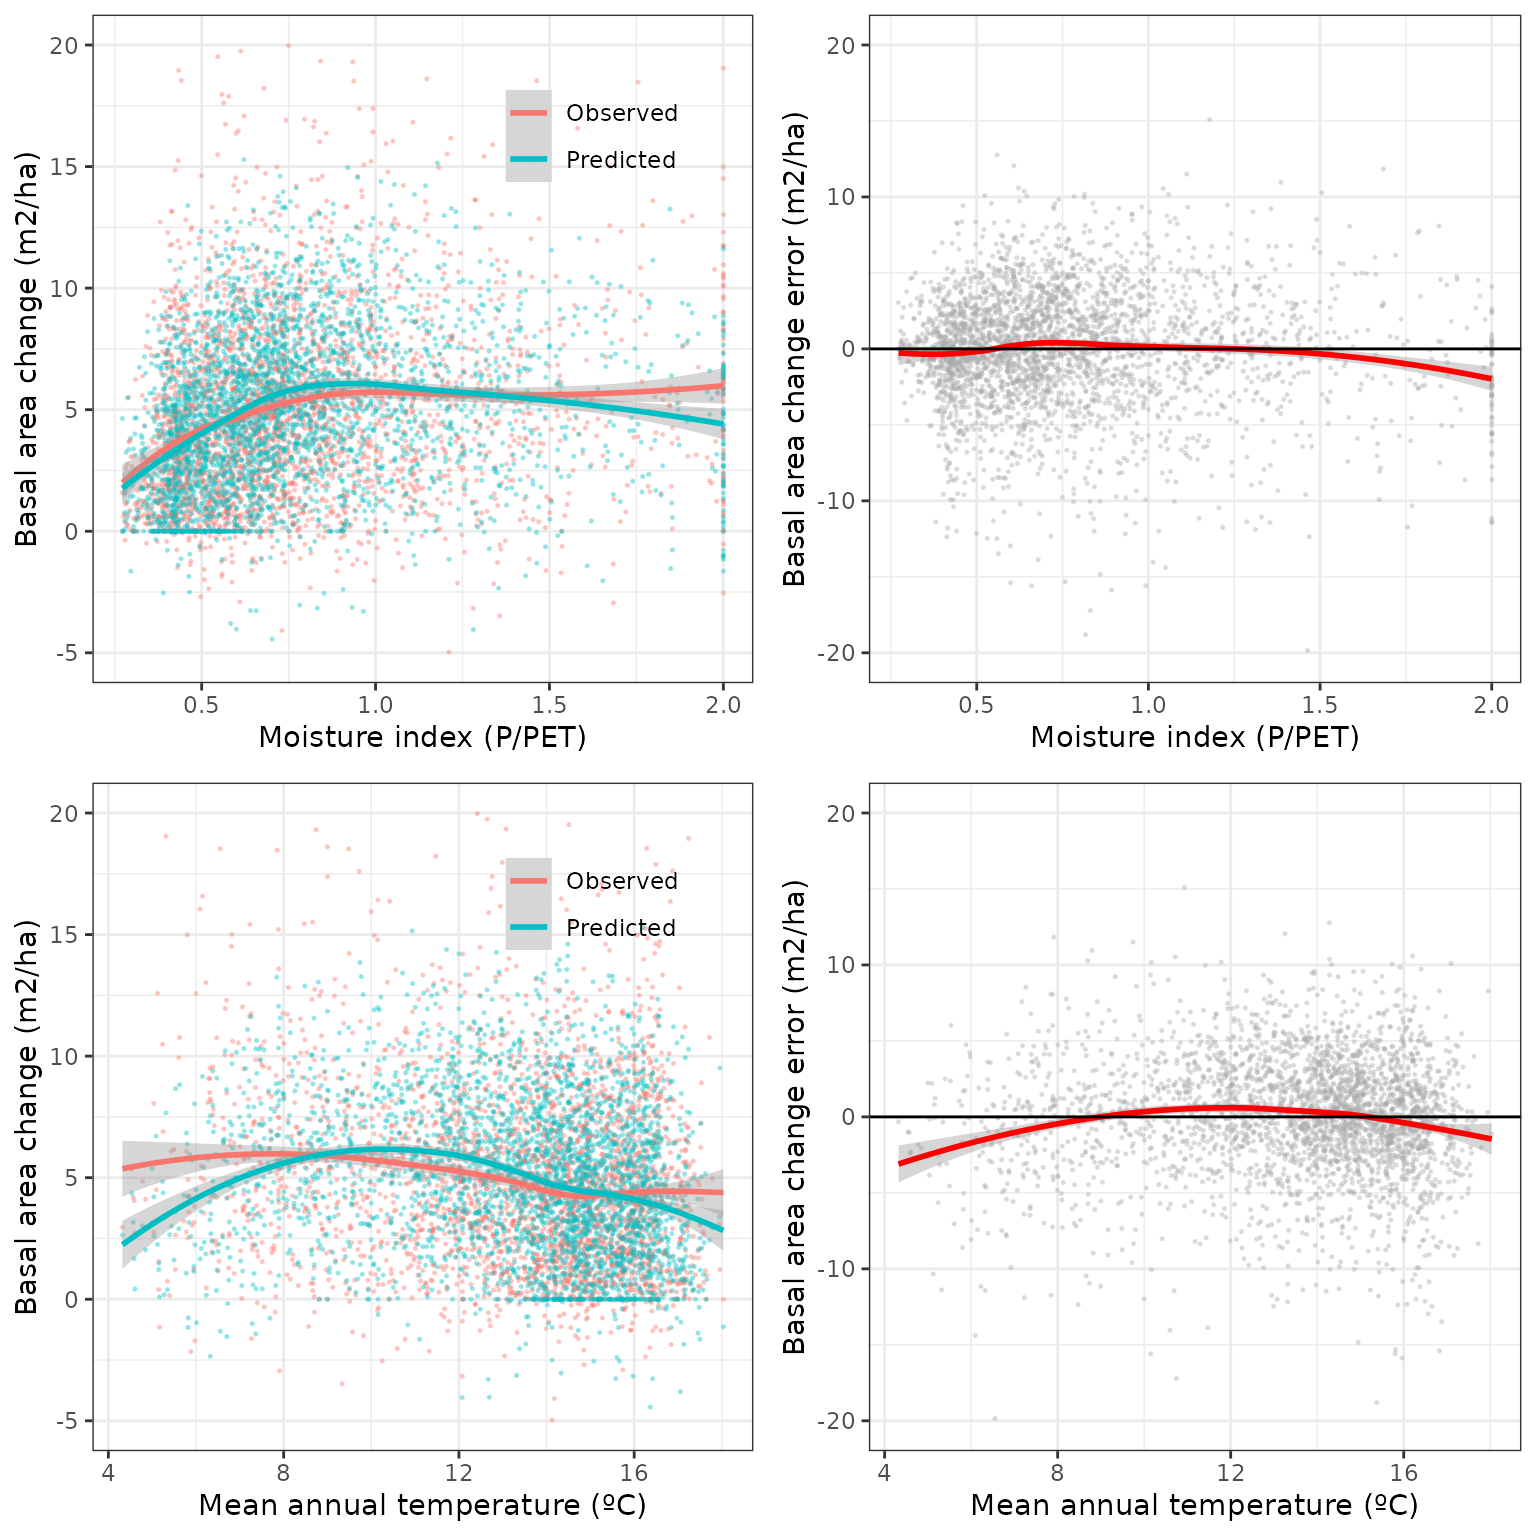 Basal area change (m2/ha)
20
15
10
5
0
-5
Observed
Predicted
0.5 1.0 1.5 2.0
Moisture index (P/PET)
Basal area change error (m2/ha)
20
10
0
-10
-20
0.5 1.0 1.5 2.0
Moisture index (P/PET)
Basal area change (m2/ha)
20
15
10
5
0
-5
Observed
Predicted
4 8 12 16
Mean annual temperature (ºC)
Basal area change error (m2/ha)
20
10
0
-10
-20
4 8 12 16
Mean annual temperature (ºC)